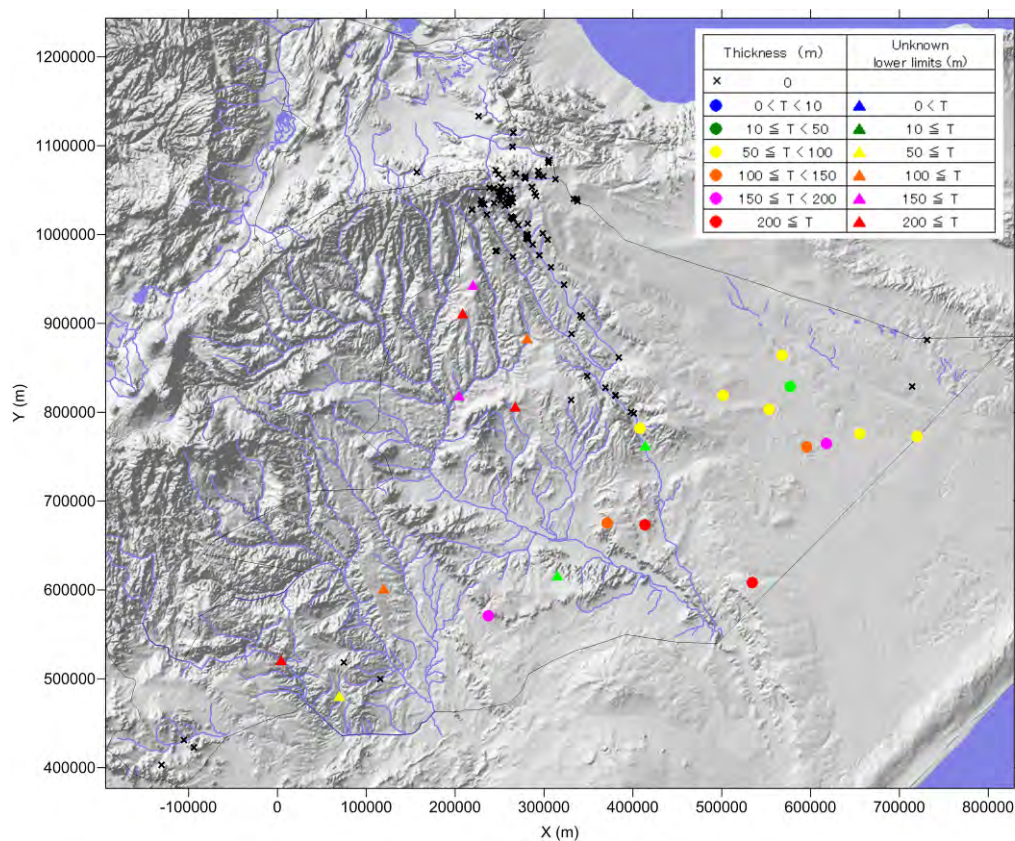 Thickness (m) Unknown lower limits (m)
× 0
0 < T < 10 0 < T
10 ≦ T < 50 10 ≦ T
50 ≦ T < 100 50 ≦ T
100 ≦ T < 150 100 ≦ T
150 ≦ T < 200 150 ≦ T
200 ≦ T 200 ≦ T
1200000
1100000
1000000
900000
800000
700000
600000
500000
400000
Y (m)
-100000 0 100000 200000 300000 400000 500000 600000 700000 800000
X (m)